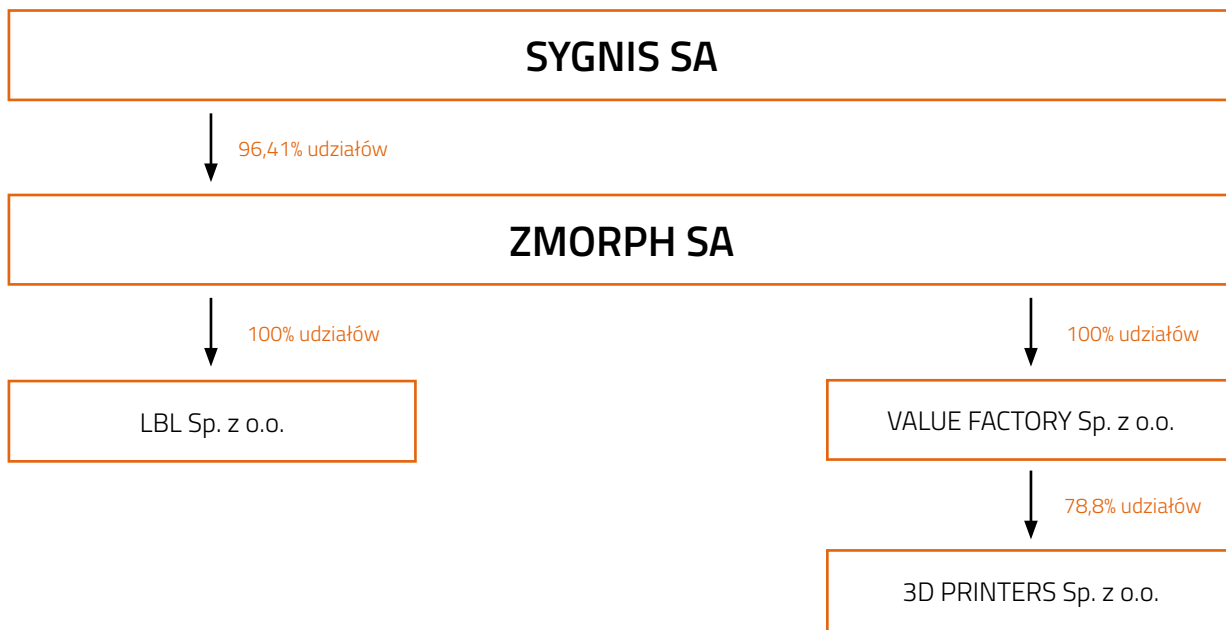 SYGNIS SA
96,41% udziałów
ZMORPH SA
100% udziałów
100% udziałów
LBL Sp. z o.o.
VALUE FACTORY Sp. z o.o.
78,8% udziałów
3D PRINTERS Sp. z o.o.